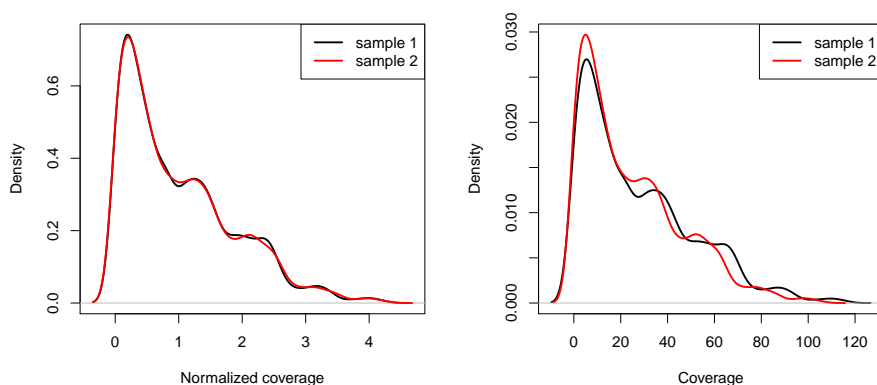 sample 1
sample 2
Density
0.0
0.2
0.4
0.6
0 1 2 3 4
Normalized coverage
sample 1
sample 2
Density
0.000
0.010
0.020
0.030
0 20 40 60 80 100 120
Coverage